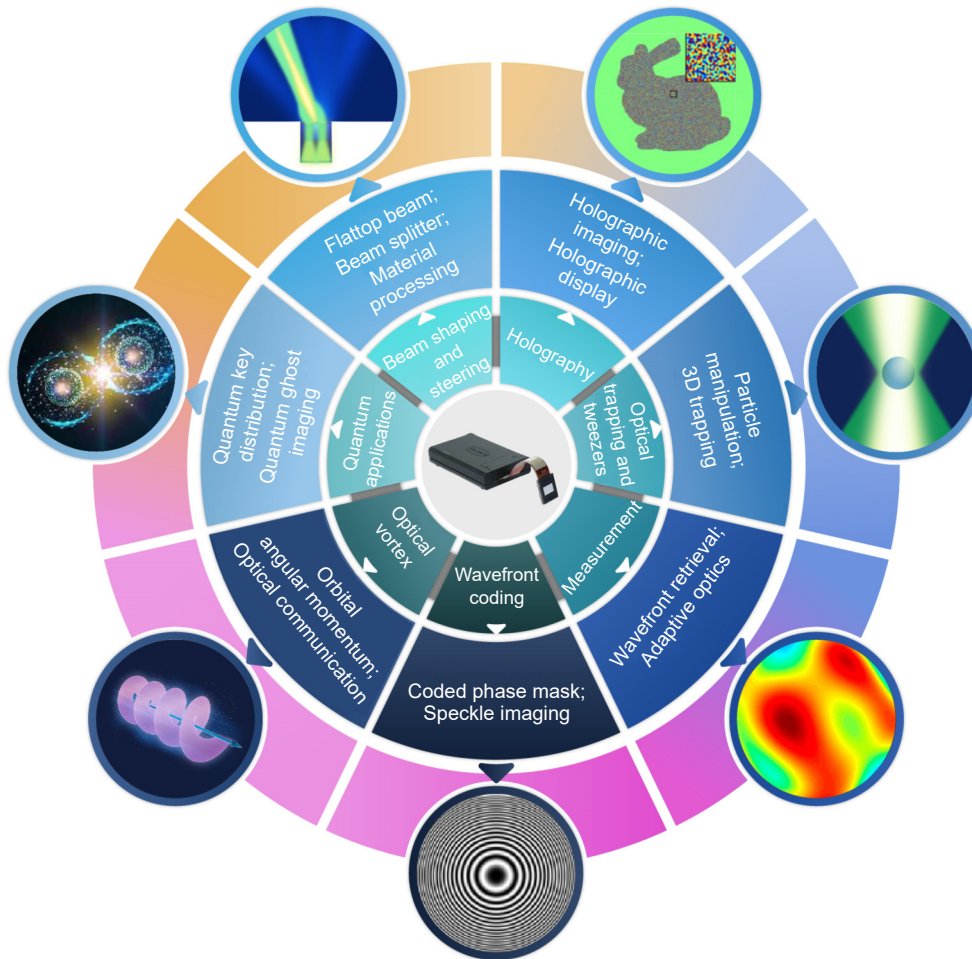 Flattop beam;
Beam splitter;
Material
processing
Holographic
imaging;
Holographic
display
Particle
manipulation;
3D trapping
Wavefront retrieval;
Adaptive optics
Coded phase mask;
Speckle imaging
Orbital
angular momentum;
Optical communication
Quantum key
distribution;
Quantum ghost
imaging
Beam shaping
and
steering
Holography
Optical
trapping and
tweezers
Measurement
Wavefront
coding
Optical
vortex
Quantum
applications